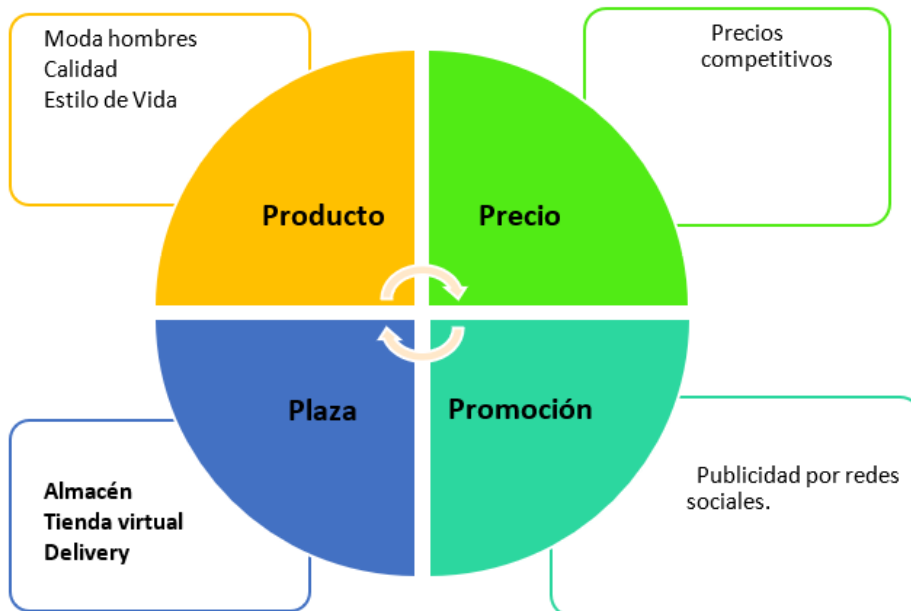 Moda hombres
Calidad
Estilo de Vida
Precios
competitivos
Producto
Precio
Plaza
Promoción
Almacén
Tienda virtual
Delivery
Publicidad por redes
sociales.